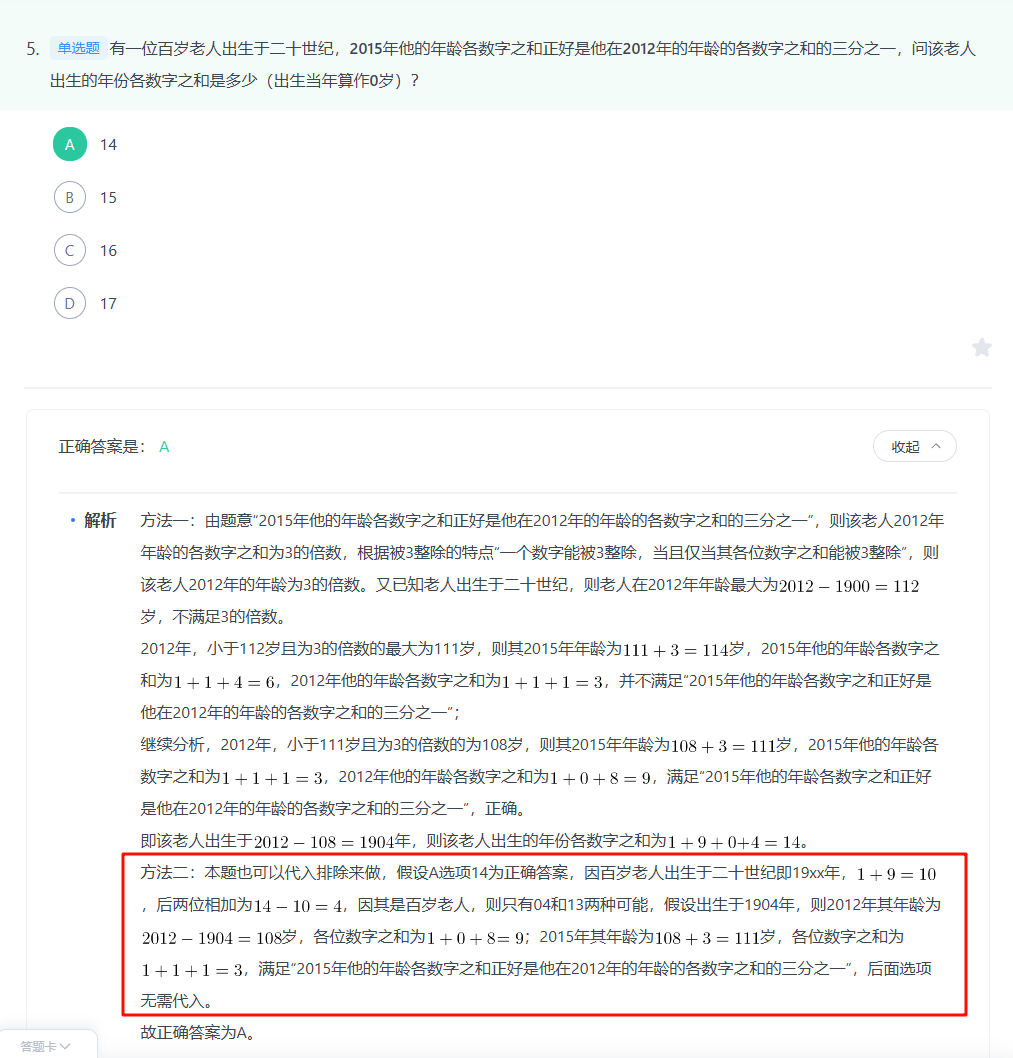 5. 单选题 有一位百岁老人出生于二十世纪，2015年他的年龄各数字之和正好是他在2012年的年龄的各数字之和的三分之一，问该老人
出生的年份各数字之和是多少（出生当年算作0岁）？
A 14
B 15
C 16
D 17
正确答案是： A
收起
• 解析 方法一：由题意“2015年他的年龄各数字之和正好是他在2012年的年龄的各数字之和的三分之一”，则该老人2012年
年龄的各数字之和为3的倍数，根据被3整除的特点“一个数字能被3整除，当且仅当其各位数字之和能被3整除”，则
该老人2012年的年龄为3的倍数。又已知老人出生于二十世纪，则老人在2012年年龄最大为2012 − 1900 = 112
岁，不满足3的倍数。
2012年，小于112岁且为3的倍数的最大为111岁，则其2015年年龄为111 + 3 = 114岁，2015年他的年龄各数字之
和为1 + 1 + 4 = 6，2012年他的年龄各数字之和为1 + 1 + 1 = 3，并不满足“2015年他的年龄各数字之和正好是
他在2012年的年龄的各数字之和的三分之一”；
继续分析，2012年，小于111岁且为3的倍数的为108岁，则其2015年年龄为108 + 3 = 111岁，2015年他的年龄各
数字之和为1 + 1 + 1 = 3，2012年他的年龄各数字之和为1 + 0 + 8 = 9，满足“2015年他的年龄各数字之和正好
是他在2012年的年龄的各数字之和的三分之一”，正确。
即该老人出生于2012 − 108 = 1904年，则该老人出生的年份各数字之和为1 + 9 + 0+4 = 14。
方法二：本题也可以代入排除来做，假设A选项14为正确答案，因百岁老人出生于二十世纪即19xx年，1 + 9 = 10
，后两位相加为14 − 10 = 4，因其是百岁老人，则只有04和13两种可能，假设出生于1904年，则2012年其年龄为
2012 − 1904 = 108岁，各位数字之和为1 + 0 + 8= 9；2015年其年龄为108 + 3 = 111岁，各位数字之和为
1 + 1 + 1 = 3，满足“2015年他的年龄各数字之和正好是他在2012年的年龄的各数字之和的三分之一”，后面选项
无需代入。
故正确答案为A。
答题卡